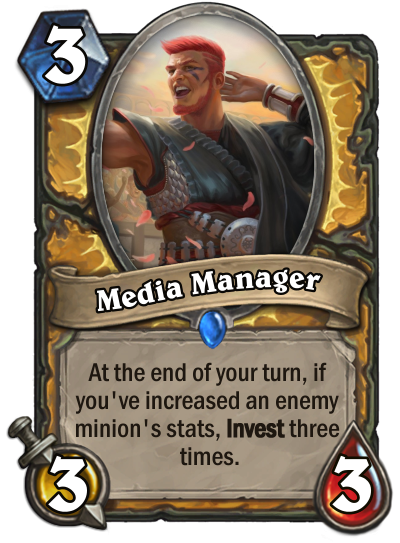 3
Media Manager
At the end of your turn, if
you've increased an enemy
minion's stats, Invest three
times.
3
3